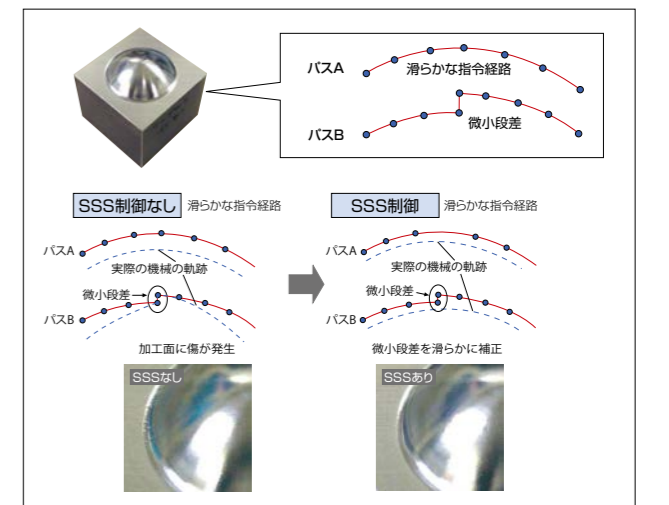 パスA
滑らかな指令経路
パスB
微小段差
SSS制御なし 滑らかな指令経路
パスA
実際の機械の軌跡
微小段差
パスB
加工面に傷が発生
SSSなし
SSS制御 滑らかな指令経路
パスA
実際の機械の軌跡
微小段差
パスB
微小段差を滑らかに補正
SSSあり